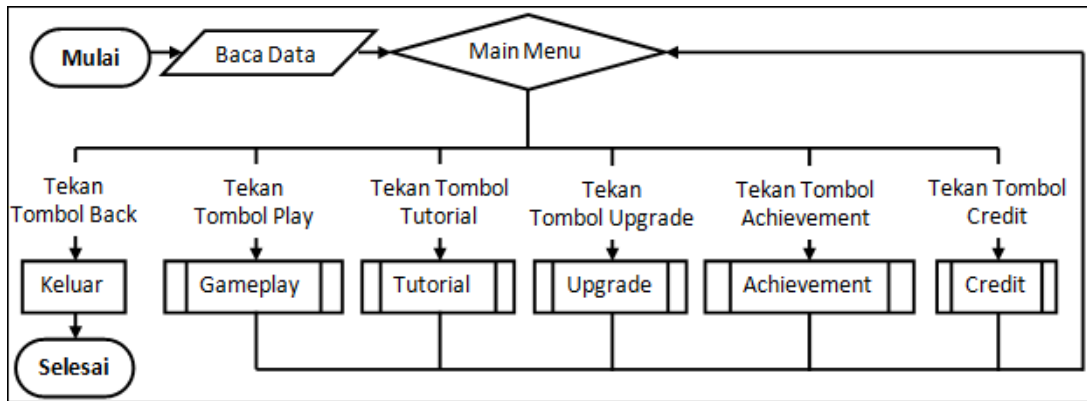 Mulai
Baca Data
Main Menu
Tekan
Tombol Back
Tekan
Tombol Play
Tekan Tombol
Tutorial
Tekan
Tombol Upgrade
Tekan Tombol
Achievement
Tekan Tombol
Credit
Keluar
Gameplay
Tutorial
Upgrade
Achievement
Credit
Selesai